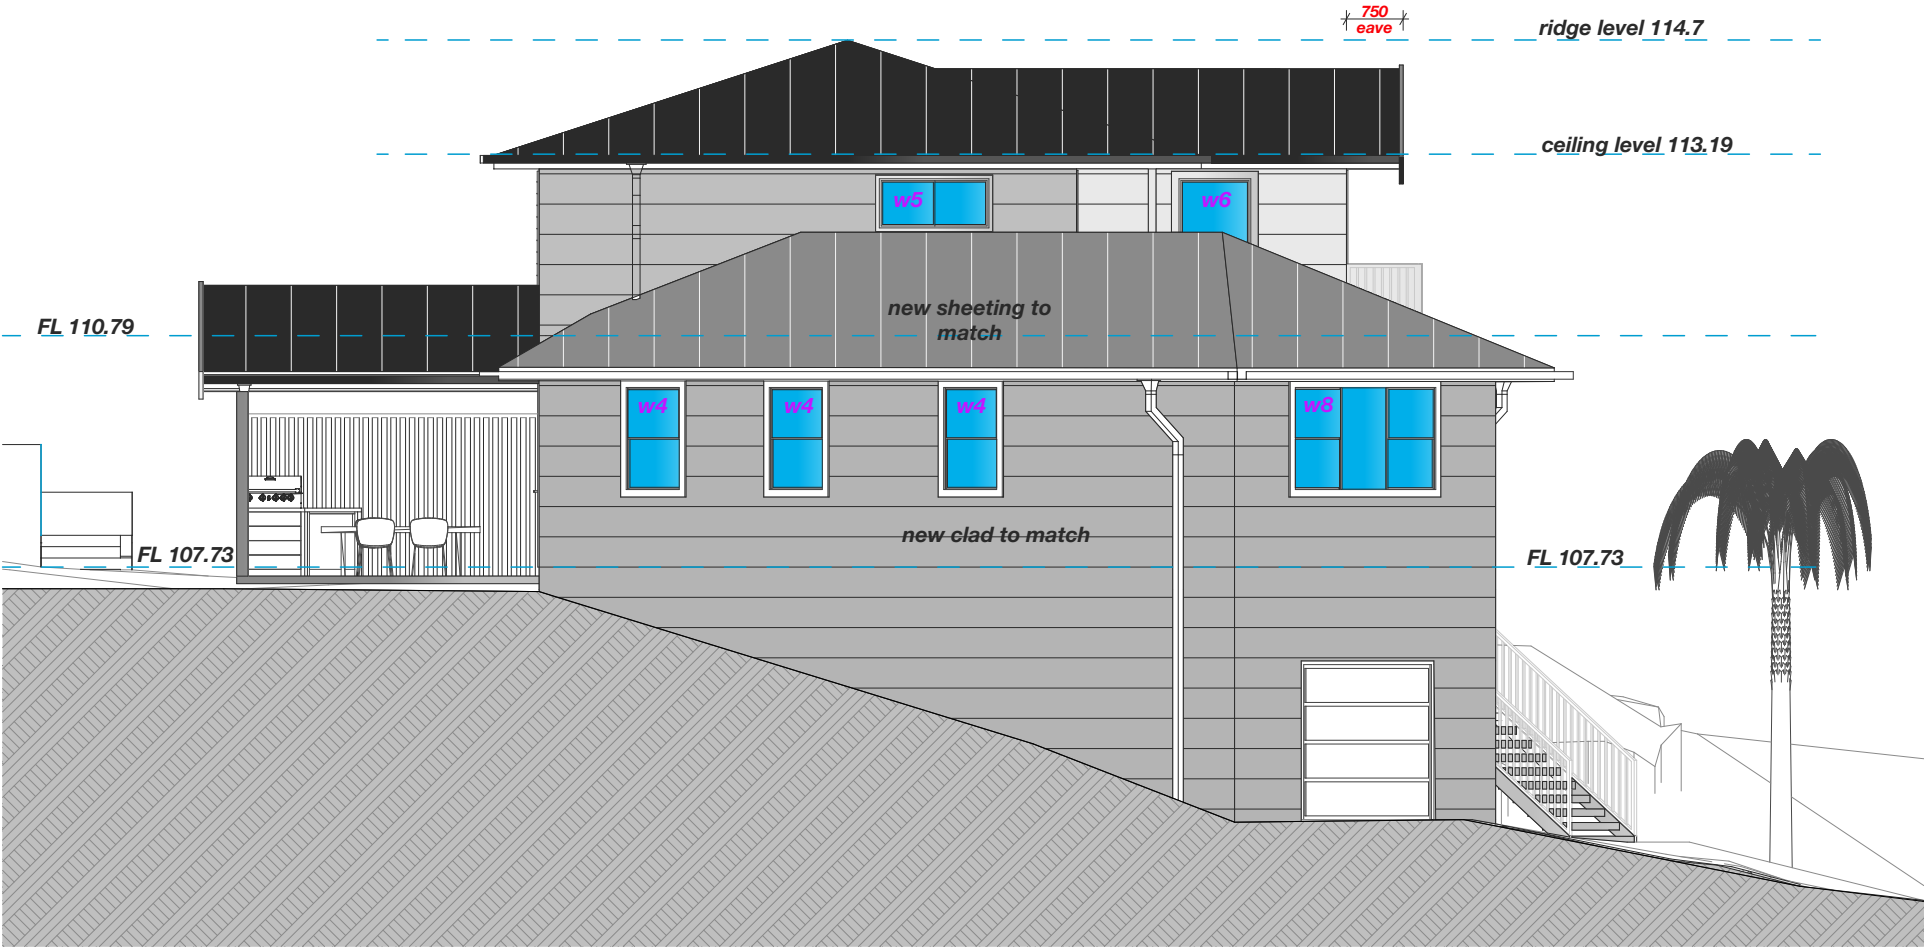 750
eave
ridge level 114.7
ceiling level 113.19
w5
w6
new sheeting to
match
FL 110.79
w4
w4
w4
w8
new clad to match
FL 107.73
FL 107.73